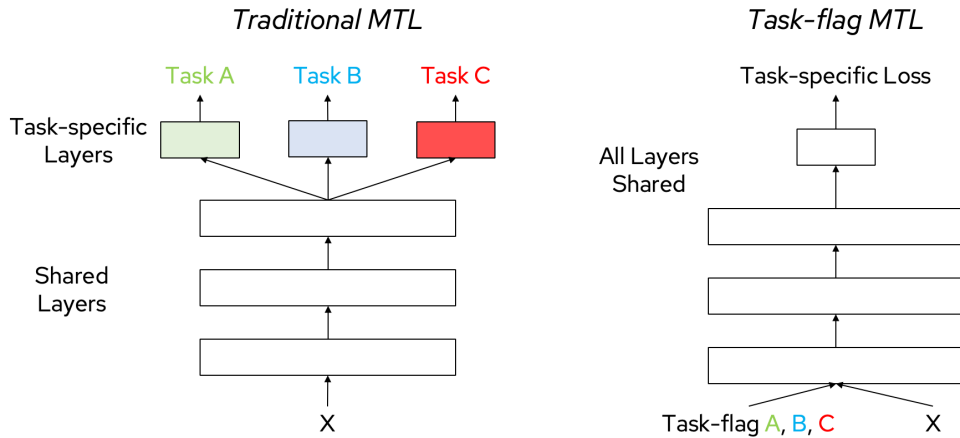 Traditional MTL
Task A
Task B
Task C
Task-specific
Layers
Shared
Layers
X
Task-flag MTL
Task-specific Loss
All Layers
Shared
Task-flag A, B, C
X